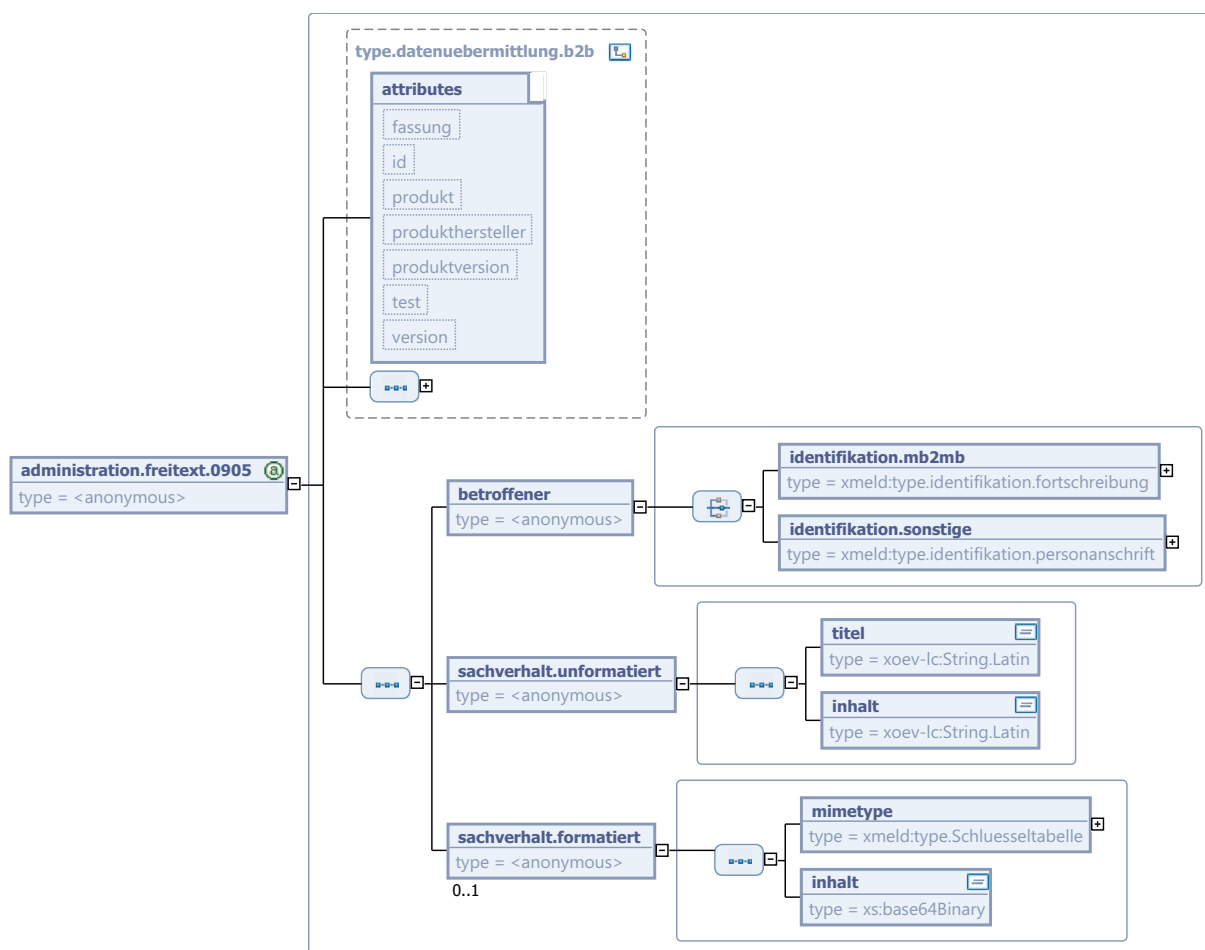 type.datenuebermittlung.b2b
attributes
fassung
id
produkt
produkthersteller
produktversion
test
version
administration.freitext.0905
type = <anonymous>
betroffener
type = <anonymous>
identifikation.mb2mb
type = xmeld:type.identifikation.fortschreibung
identifikation.sonstige
type = xmeld:type.identifikation.personanschrift
sachverhalt.unformatiert
type = <anonymous>
titel
type = xoev-lc:String.Latin
inhalt
type = xoev-lc:String.Latin
sachverhalt.formatiert
type = <anonymous>
0..1
mimetype
type = xmeld:type.Schluesseltabelle
inhalt
type = xs:base64Binary